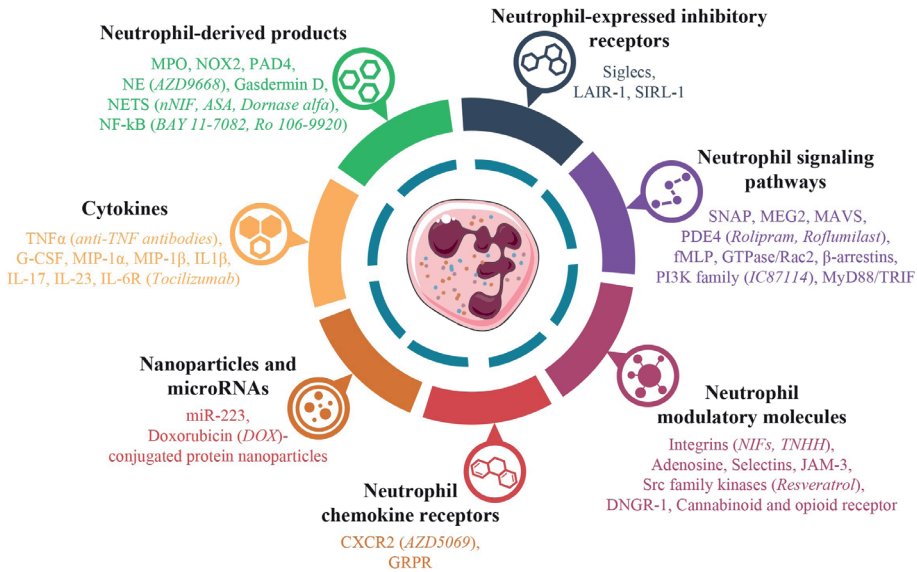 Neutrophil-derived products
MPO, NOX2, PAD4,
NE (AZD9668), Gasdermin D,
NETS (nNIF, ASA, Dornase alfa),
NF-kB (BAY 11-7082, Ro 106-9920)
Neutrophil-expressed inhibitory
receptors
Siglecs,
LAIR-1, SIRL-1
Neutrophil signaling
pathways
SNAP, MEG2, MAVS,
PDE4 (Rolipram, Roflumilast),
fMLP, GTPase/Rac2, β-arrestins,
PI3K family (IC87114), MyD88/TRIF
Cytokines
TNFα (anti-TNF antibodies),
G-CSF, MIP-1α, MIP-1β, IL1β,
IL-17, IL-23, IL-6R (Tocilizumab)
Nanoparticles and
microRNAs
miR-223,
Doxorubicin (DOX)-
conjugated protein nanoparticles
Neutrophil
modulatory molecules
Integrins (NIFs, TNHH),
Adenosine, Selectins, JAM-3,
Src family kinases (Resveratrol),
DNGR-1, Cannabinoid and opioid receptor
Neutrophil
chemokine receptors
CXCR2 (AZD5069),
GRPR